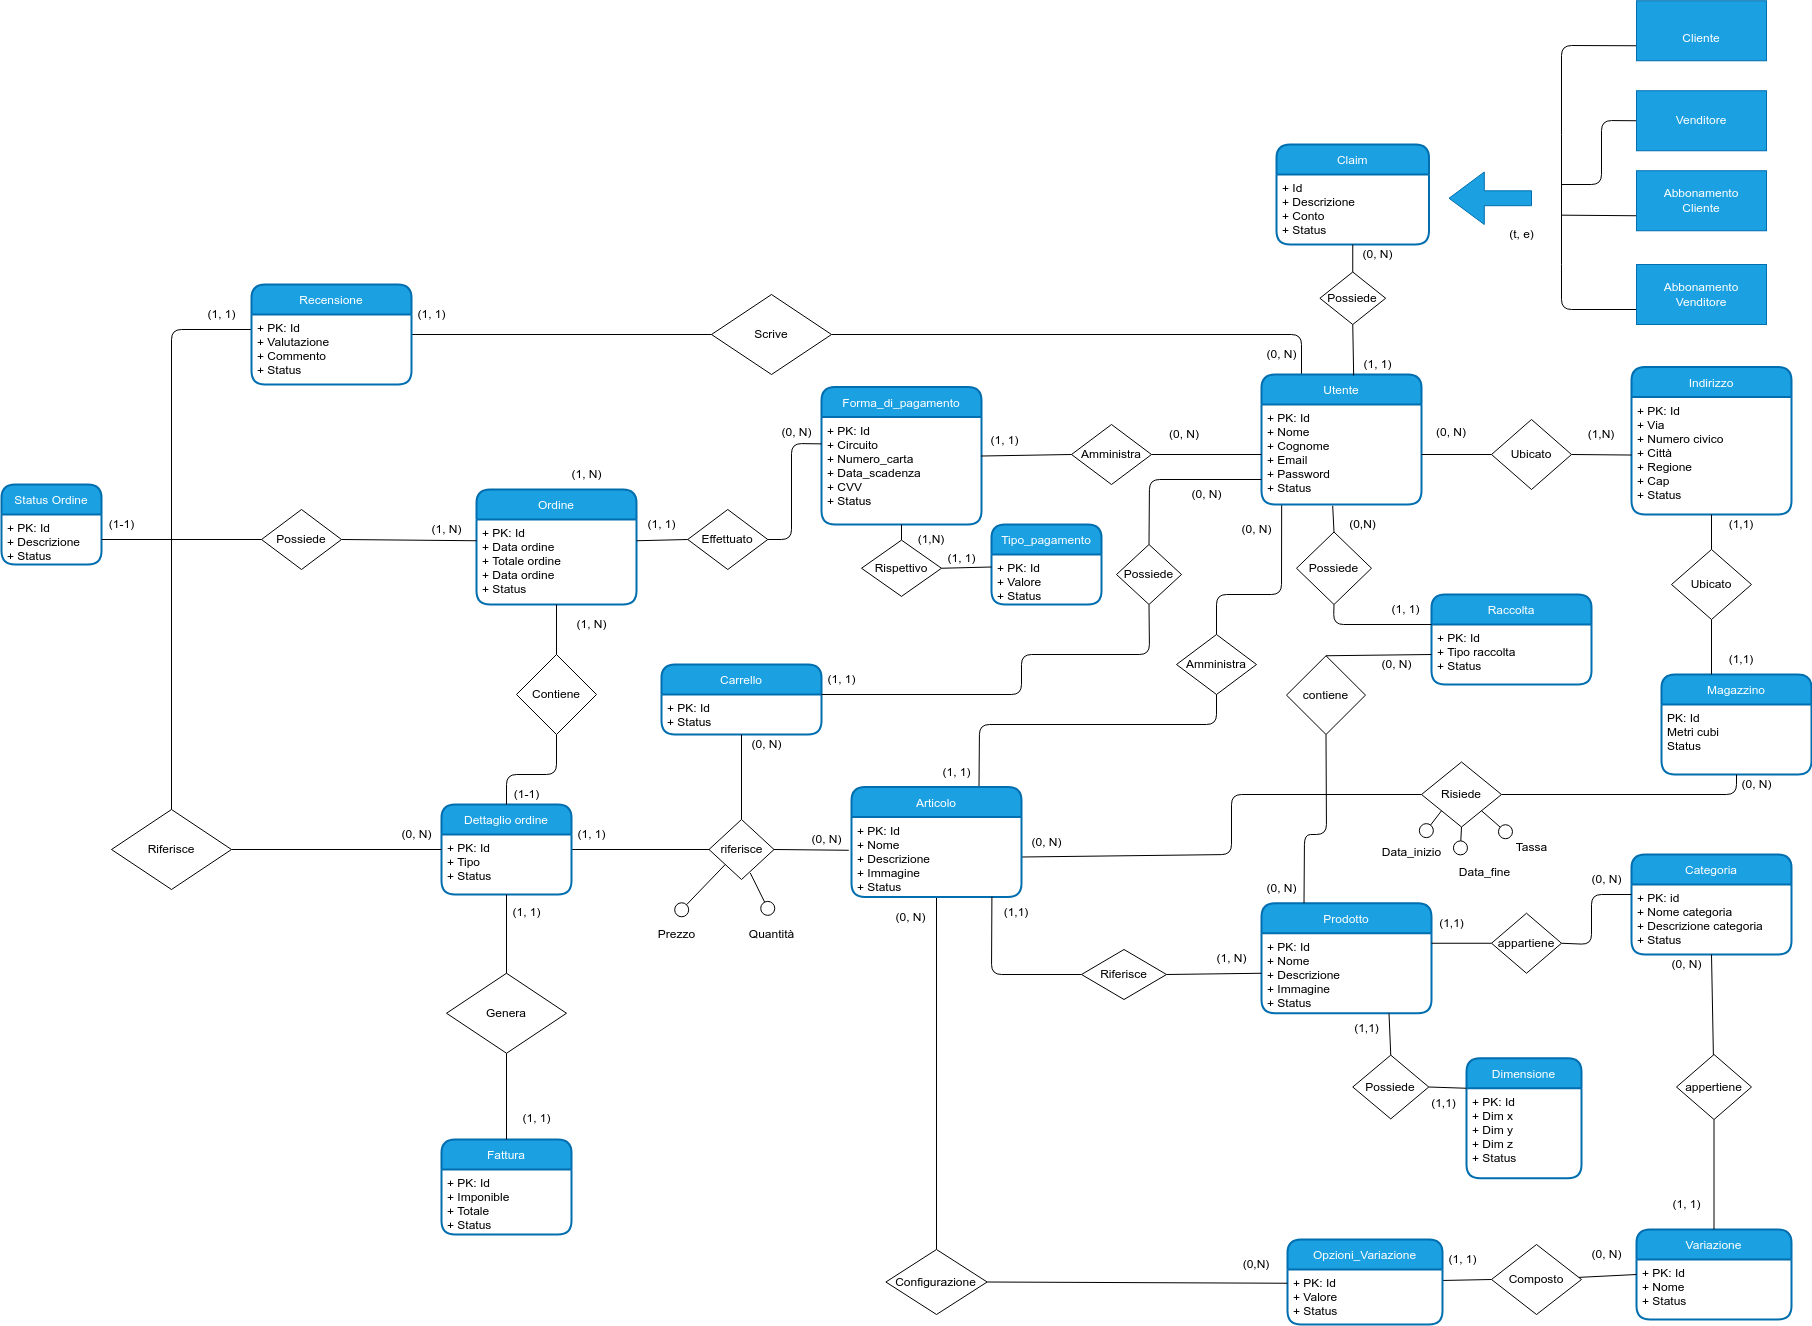 Cliente
Venditore
Abbonamento
Cliente
Abbonamento
Venditore
(t, e)
Claim
+ Id
+ Descrizione
+ Conto
+ Status
(0, N)
Possiede
(1, 1)
Recensione
+ PK: Id
+ Valutazione
+ Commento
+ Status
(1, 1)
(1, 1)
Scrive
(0, N)
Utente
+ PK: Id
+ Nome
+ Cognome
+ Email
+ Password
+ Status
(0, N)
Ubicato
(1,N)
Indirizzo
+ PK: Id
+ Via
+ Numero civico
+ Città
+ Regione
+ Cap
+ Status
(1,1)
Ubicato
(1,1)
Magazzino
PK: Id
Metri cubi
Status
(0, N)
Forma_di_pagamento
+ PK: Id
+ Circuito
+ Numero_carta
+ Data_scadenza
+ CVV
+ Status
(0, N)
(1, 1)
Amministra
(0, N)
(1,N)
Rispettivo
(1, 1)
Tipo_pagamento
+ PK: Id
+ Valore
+ Status
Status Ordine
+ PK: Id
+ Descrizione
+ Status
(1-1)
Possiede
(1, N)
(1, N)
Ordine
+ PK: Id
+ Data ordine
+ Totale ordine
+ Data ordine
+ Status
(1, 1)
Effettuato
(1, N)
Contiene
(1-1)
(0, N)
Possiede
(0, N)
Amministra
(1, 1)
(0,N)
Possiede
(1, 1)
Raccolta
+ PK: Id
+ Tipo raccolta
+ Status
(0, N)
contiene
(0, N)
Carrello
+ PK: Id
+ Status
(1, 1)
(0, N)
Riferisce
(0, N)
Dettaglio ordine
+ PK: Id
+ Tipo
+ Status
(1, 1)
riferisce
(0, N)
Prezzo
Quantità
Articolo
+ PK: Id
+ Nome
+ Descrizione
+ Immagine
+ Status
(0, N)
Risiede
Data_inizio
Data_fine
Tassa
(0, N)
(1,1)
Riferisce
(1, N)
Prodotto
+ PK: Id
+ Nome
+ Descrizione
+ Immagine
+ Status
(1,1)
appartiene
(0, N)
Categoria
+ PK: id
+ Nome categoria
+ Descrizione categoria
+ Status
(0, N)
appertiene
(1, 1)
(1,1)
Possiede
(1,1)
Dimensione
+ PK: Id
+ Dim x
+ Dim y
+ Dim z
+ Status
(1, 1)
Genera
(1, 1)
Fattura
+ PK: Id
+ Imponible
+ Totale
+ Status
Configurazione
(0,N)
Opzioni_Variazione
+ PK: Id
+ Valore
+ Status
(1, 1)
Composto
(0, N)
Variazione
+ PK: Id
+ Nome
+ Status